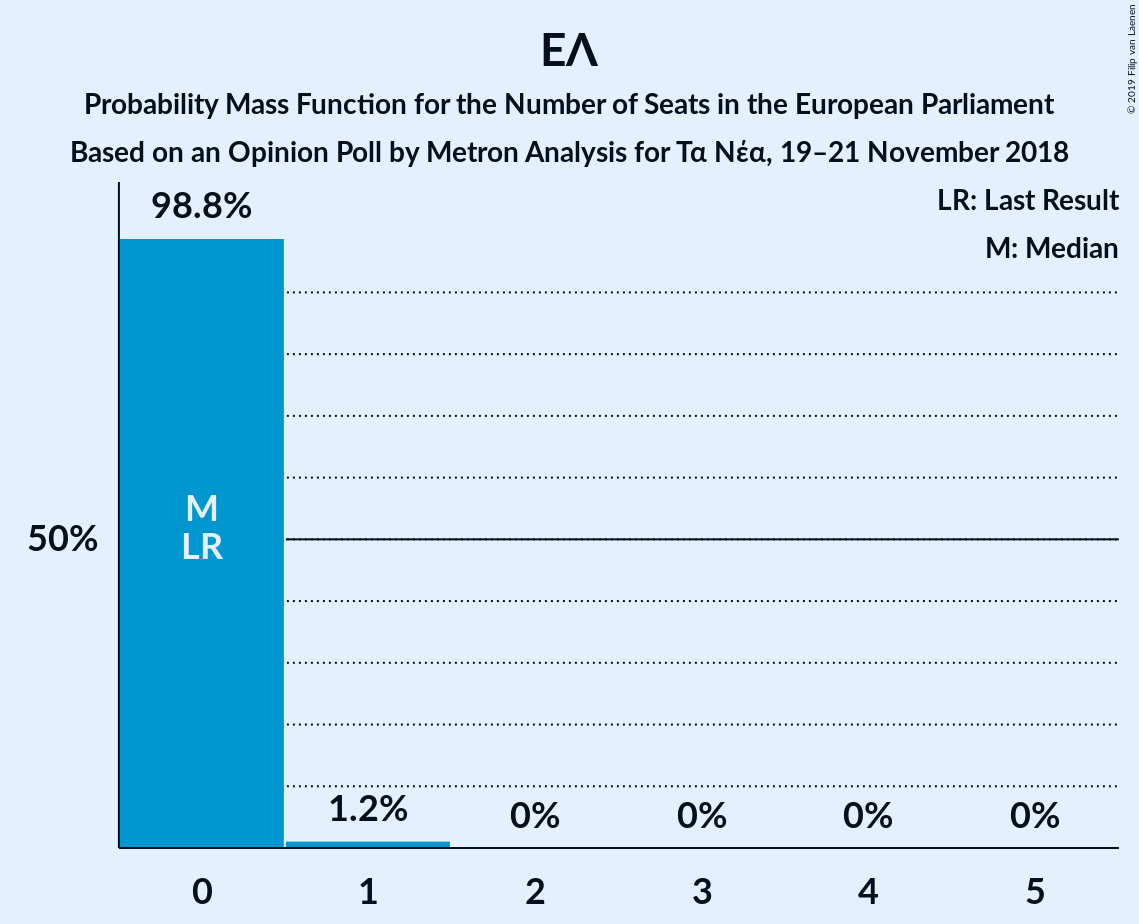 ΕΛ
Probability Mass Function for the Number of Seats in the European Parliament
Based on an Opinion Poll by Metron Analysis for Τα Νέα, 19–21 November 2018
© 2019 Filip van Laenen
LR: Last Result
M: Median
98.8%
M
LR
50%
1.2%
0%
0%
0%
0%
0
1
2
3
4
5